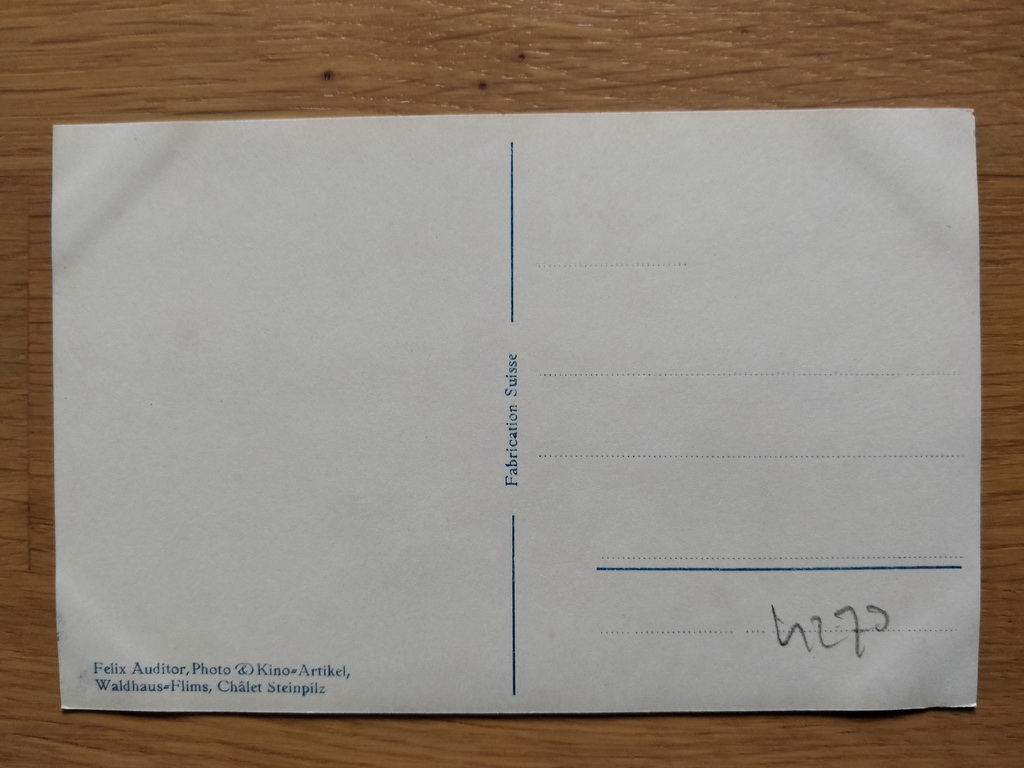 Fabrication Suisse
Felix Auditor, Photo & Kino=Artikel,
Waldhaus=Flims, Châlet Steinpilz
4270